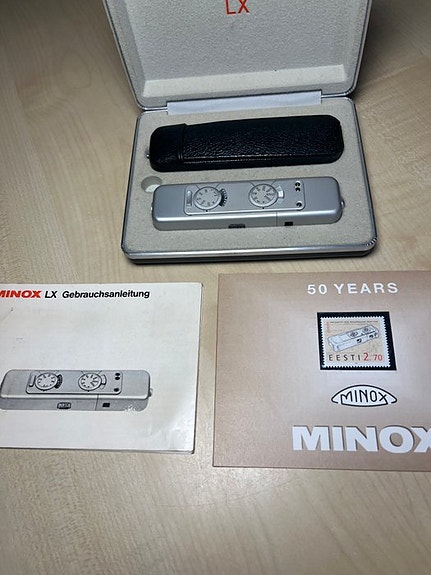 LX
MINOX LX Gebrauchsanleitung
50 YEARS
EESTI 2.70
MINOX
MINOX